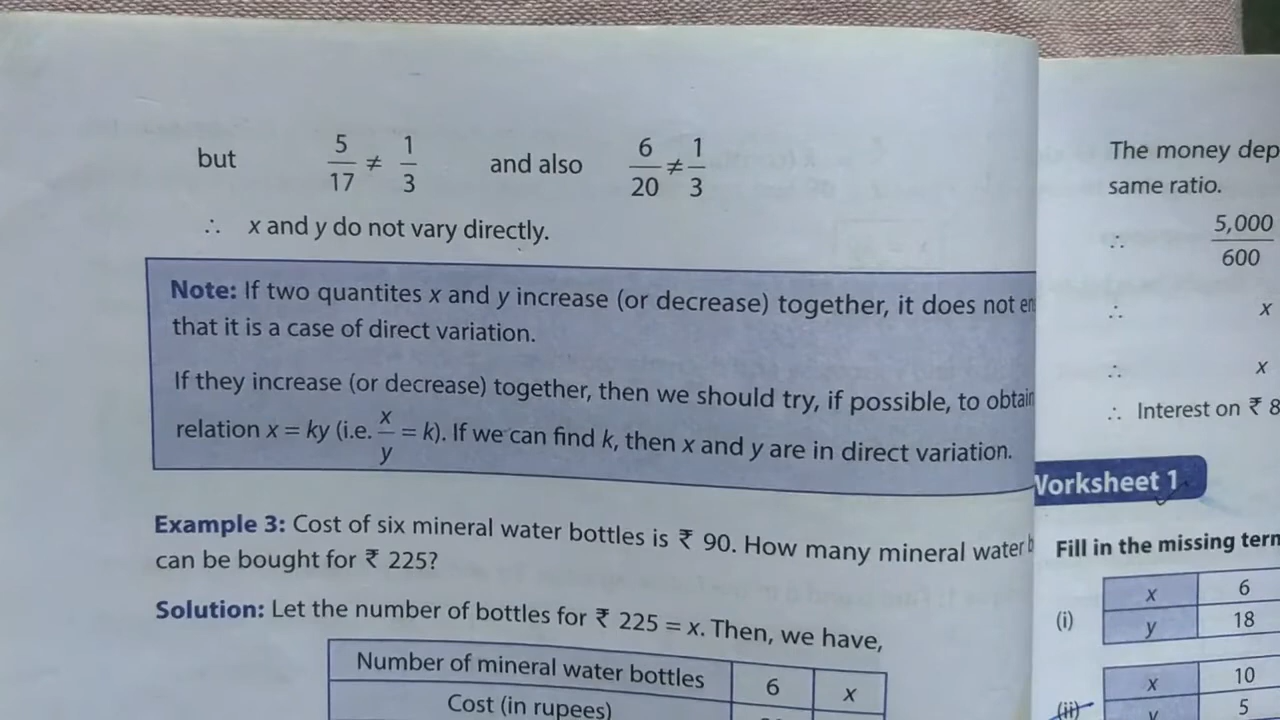 but 5/17 ≠ 1/3 and also 6/20 ≠ 1/3
∴ x and y do not vary directly.
Note: If two quantites x and y increase (or decrease) together, it does not
that it is a case of direct variation.
If they increase (or decrease) together, then we should try, if possible, to obtain
relation x = ky (i.e. x/y = k). If we can find k, then x and y are in direct variation.
Example 3: Cost of six mineral water bottles is ₹ 90. How many mineral water
can be bought for ₹ 225?
Solution: Let the number of bottles for ₹ 225 = x. Then, we have,
Number of mineral water bottles 6 x
Cost (in rupees)
The money dep
same ratio.
∴ 5,000/600
∴ x
∴ x
∴ Interest on ₹ 8
Worksheet 1
Fill in the missing
(i) x 6
y 18
(ii) x 10
y 5